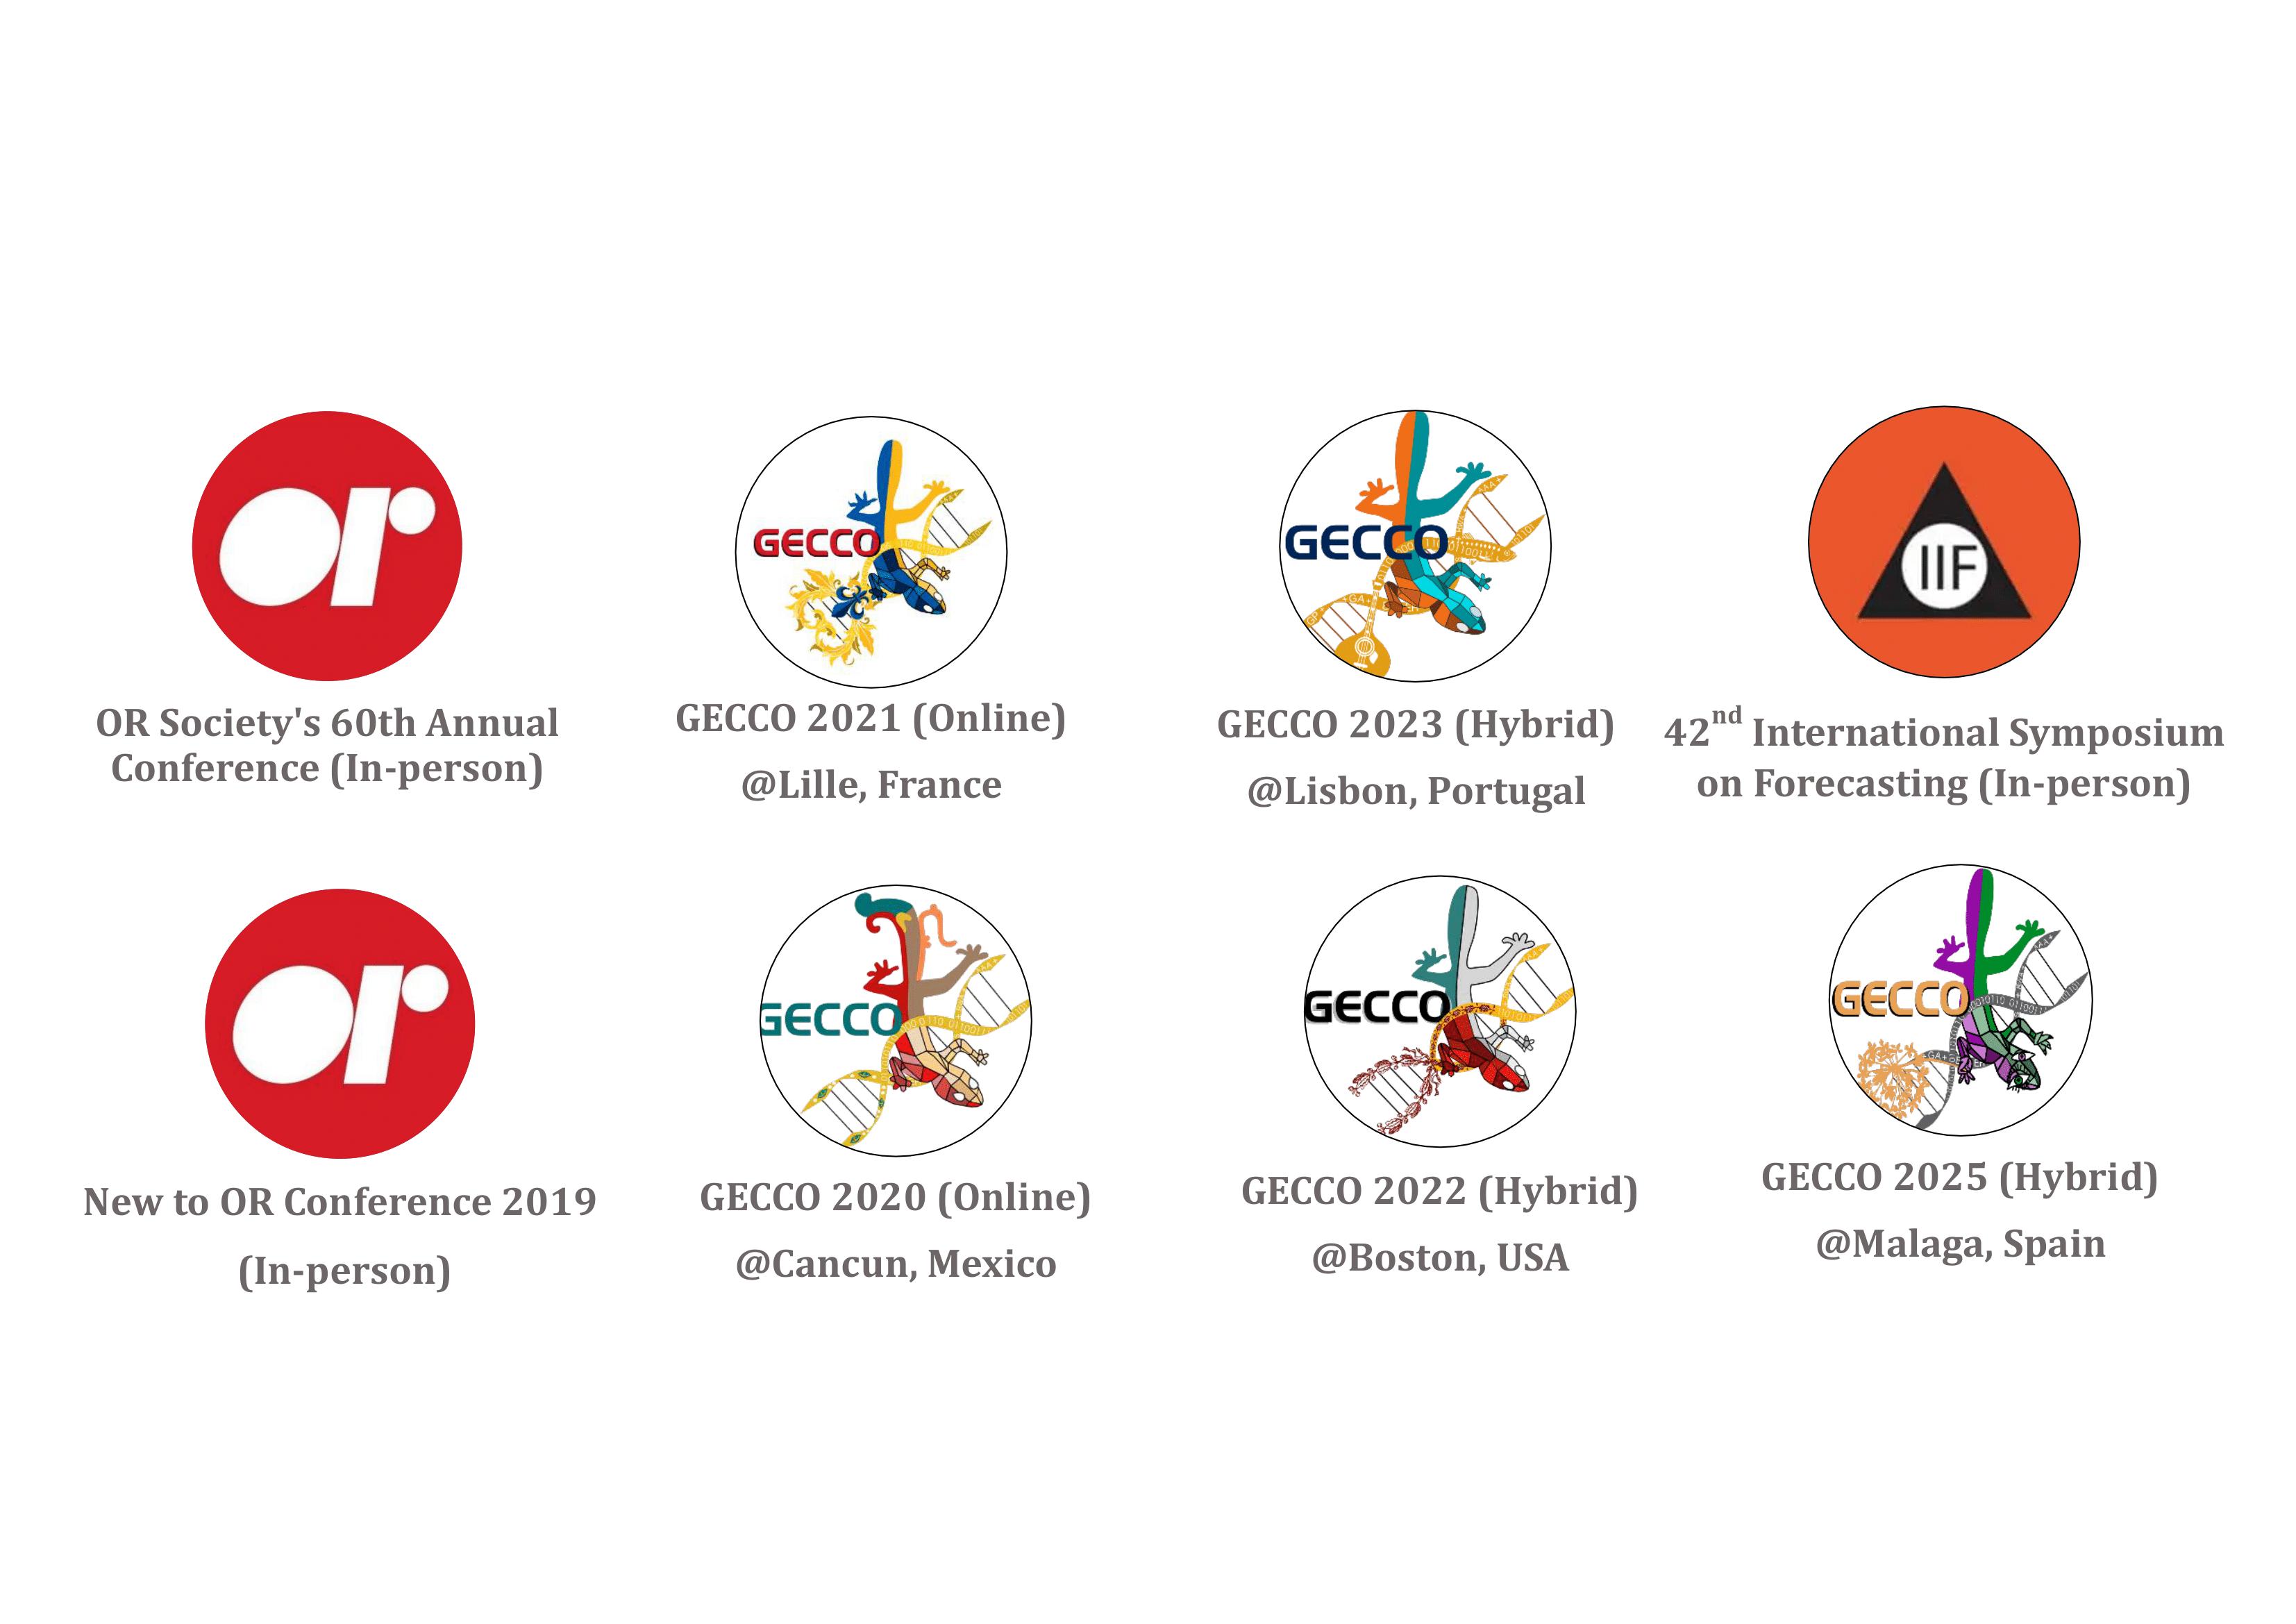 or
OR Society's 60th Annual
Conference (In-person)
GECCO
GECCO 2021 (Online)
@Lille, France
GECCO
GECCO 2023 (Hybrid)
@Lisbon, Portugal
IIF
42nd International Symposium
on Forecasting (In-person)
or
New to OR Conference 2019
(In-person)
GECCO
GECCO 2020 (Online)
@Cancun, Mexico
GECCO
GECCO 2022 (Hybrid)
@Boston, USA
GECCO
GECCO 2025 (Hybrid)
@Malaga, Spain